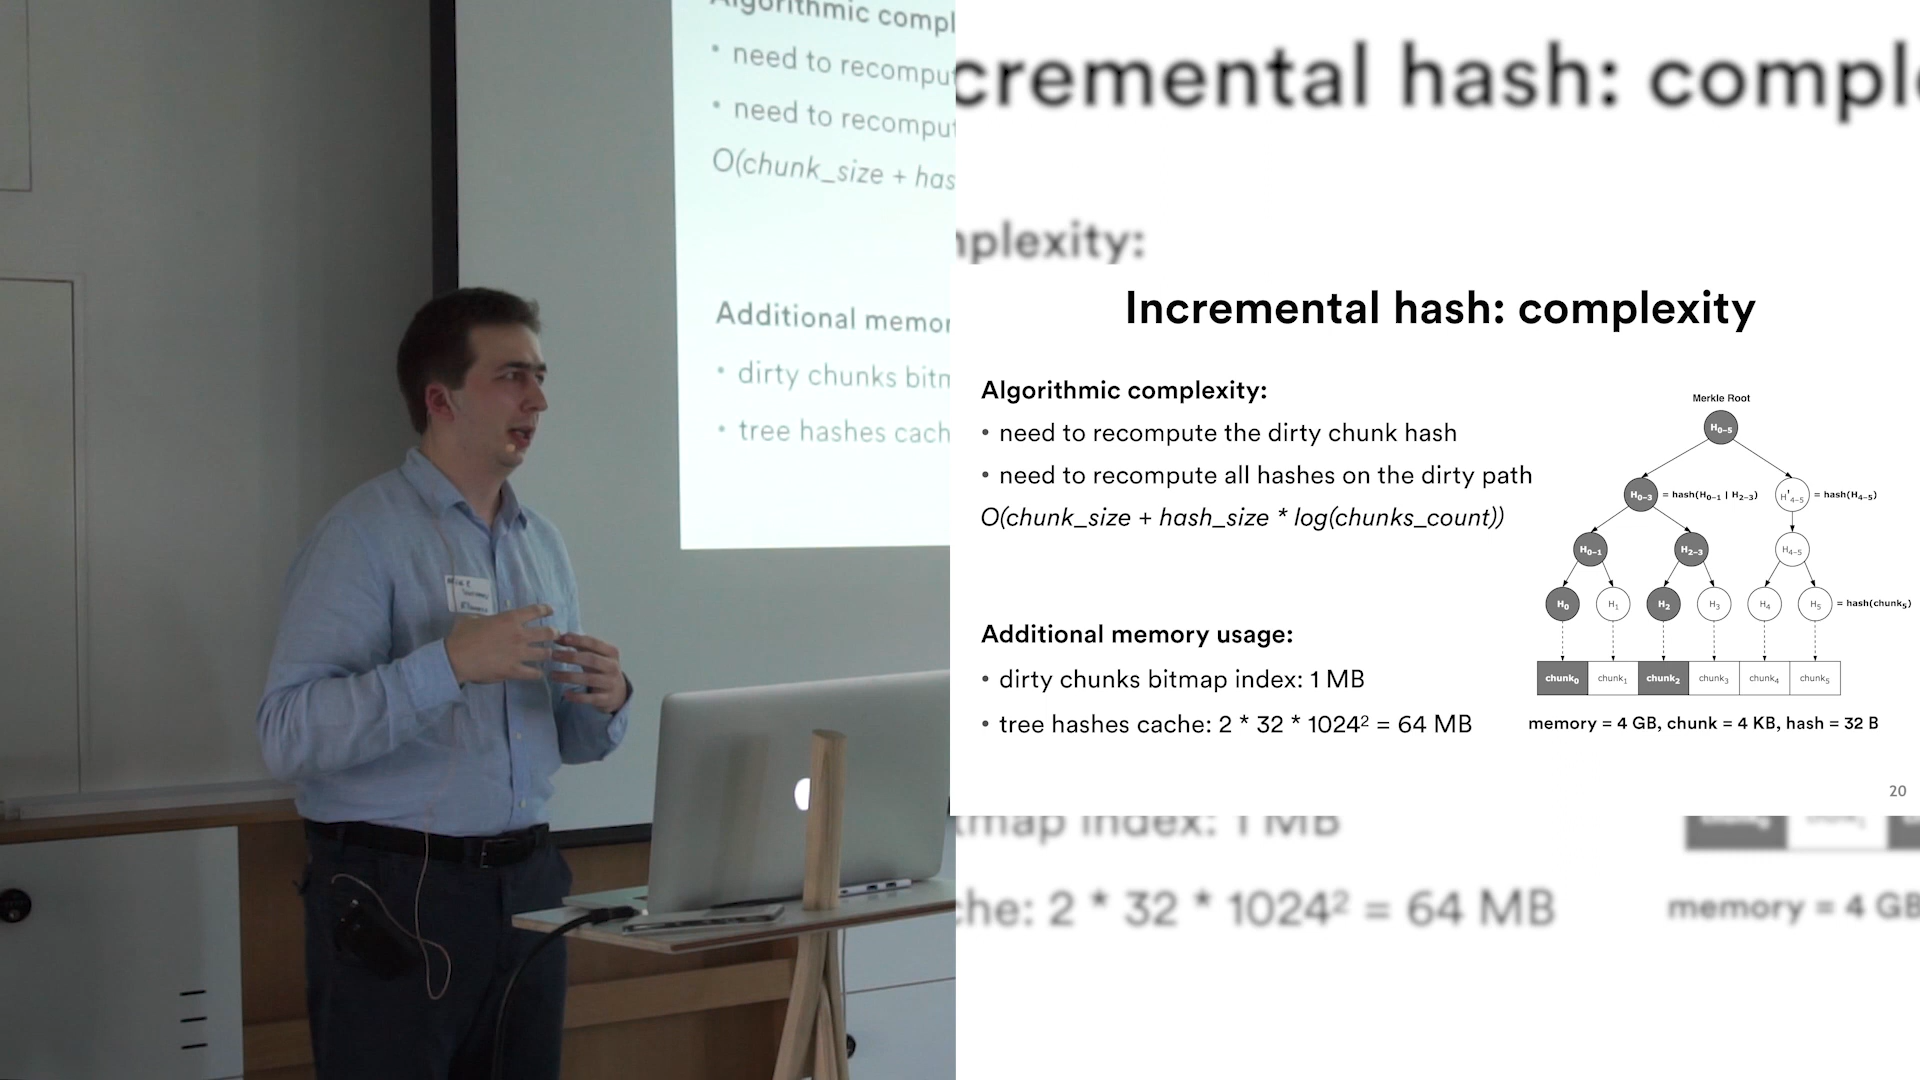 Algorithmic compl
need to recomput
need to recomput
O(chunk_size + has
Additional memor
dirty chunks bitm
tree hashes cach
cremental hash: comple
mplexity:
Incremental hash: complexity
Algorithmic complexity:
• need to recompute the dirty chunk hash
• need to recompute all hashes on the dirty path
O(chunk_size + hash_size * log(chunks_count))
Additional memory usage:
• dirty chunks bitmap index: 1 MB
• tree hashes cache: 2 * 32 * 1024² = 64 MB
Merkle Root
H₀₋₅
H₀₋₃ = hash(H₀₋₁ | H₂₋₃) H'₄₋₅ = hash(H₄₋₅)
H₀₋₁ H₂₋₃ H₄₋₅
H₀ H₁ H₂ H₃ H₄ H₅ = hash(chunk₅)
chunk₀ chunk₁ chunk₂ chunk₃ chunk₄ chunk₅
memory = 4 GB, chunk = 4 KB, hash = 32 B
20
tmap index: 1 MB
che: 2 * 32 * 1024² = 64 MB
memory = 4 GB